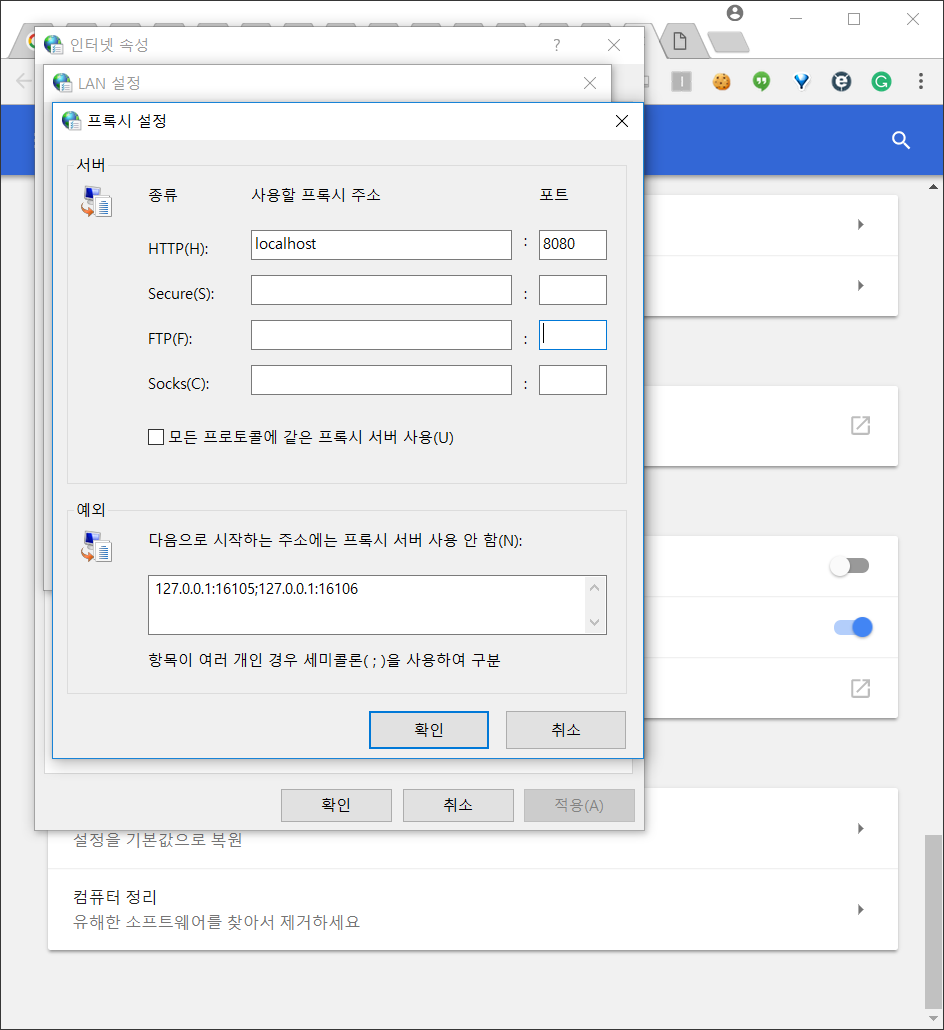 인터넷 속성
LAN 설정
프록시 설정
서버
종류 사용할 프록시 주소 포트
HTTP(H): localhost : 8080
Secure(S): :
FTP(F): :
Socks(C): :
모든 프로토콜에 같은 프록시 서버 사용(U)
예외
다음으로 시작하는 주소에는 프록시 서버 사용 안 함(N):
127.0.0.1:16105;127.0.0.1:16106
항목이 여러 개인 경우 세미콜론( ; )을 사용하여 구분
확인 취소
확인 취소 적용(A)
설정을 기본값으로 복원
컴퓨터 정리
유해한 소프트웨어를 찾아서 제거하세요